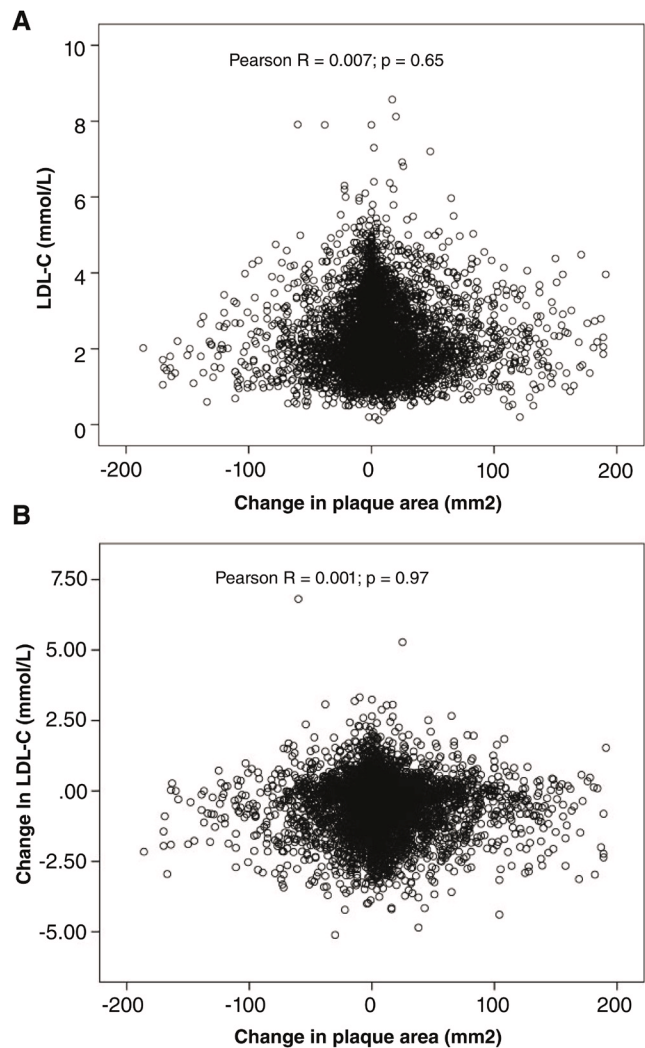 A
Pearson R = 0.007; p = 0.65
10
8
6
4
2
0
LDL-C (mmol/L)
-200 -100 0 100 200
Change in plaque area (mm2)
B
Pearson R = 0.001; p = 0.97
7.50
5.00
2.50
.00
-2.50
-5.00
Change In LDL-C (mmol/L)
-200 -100 0 100 200
Change in plaque area (mm2)